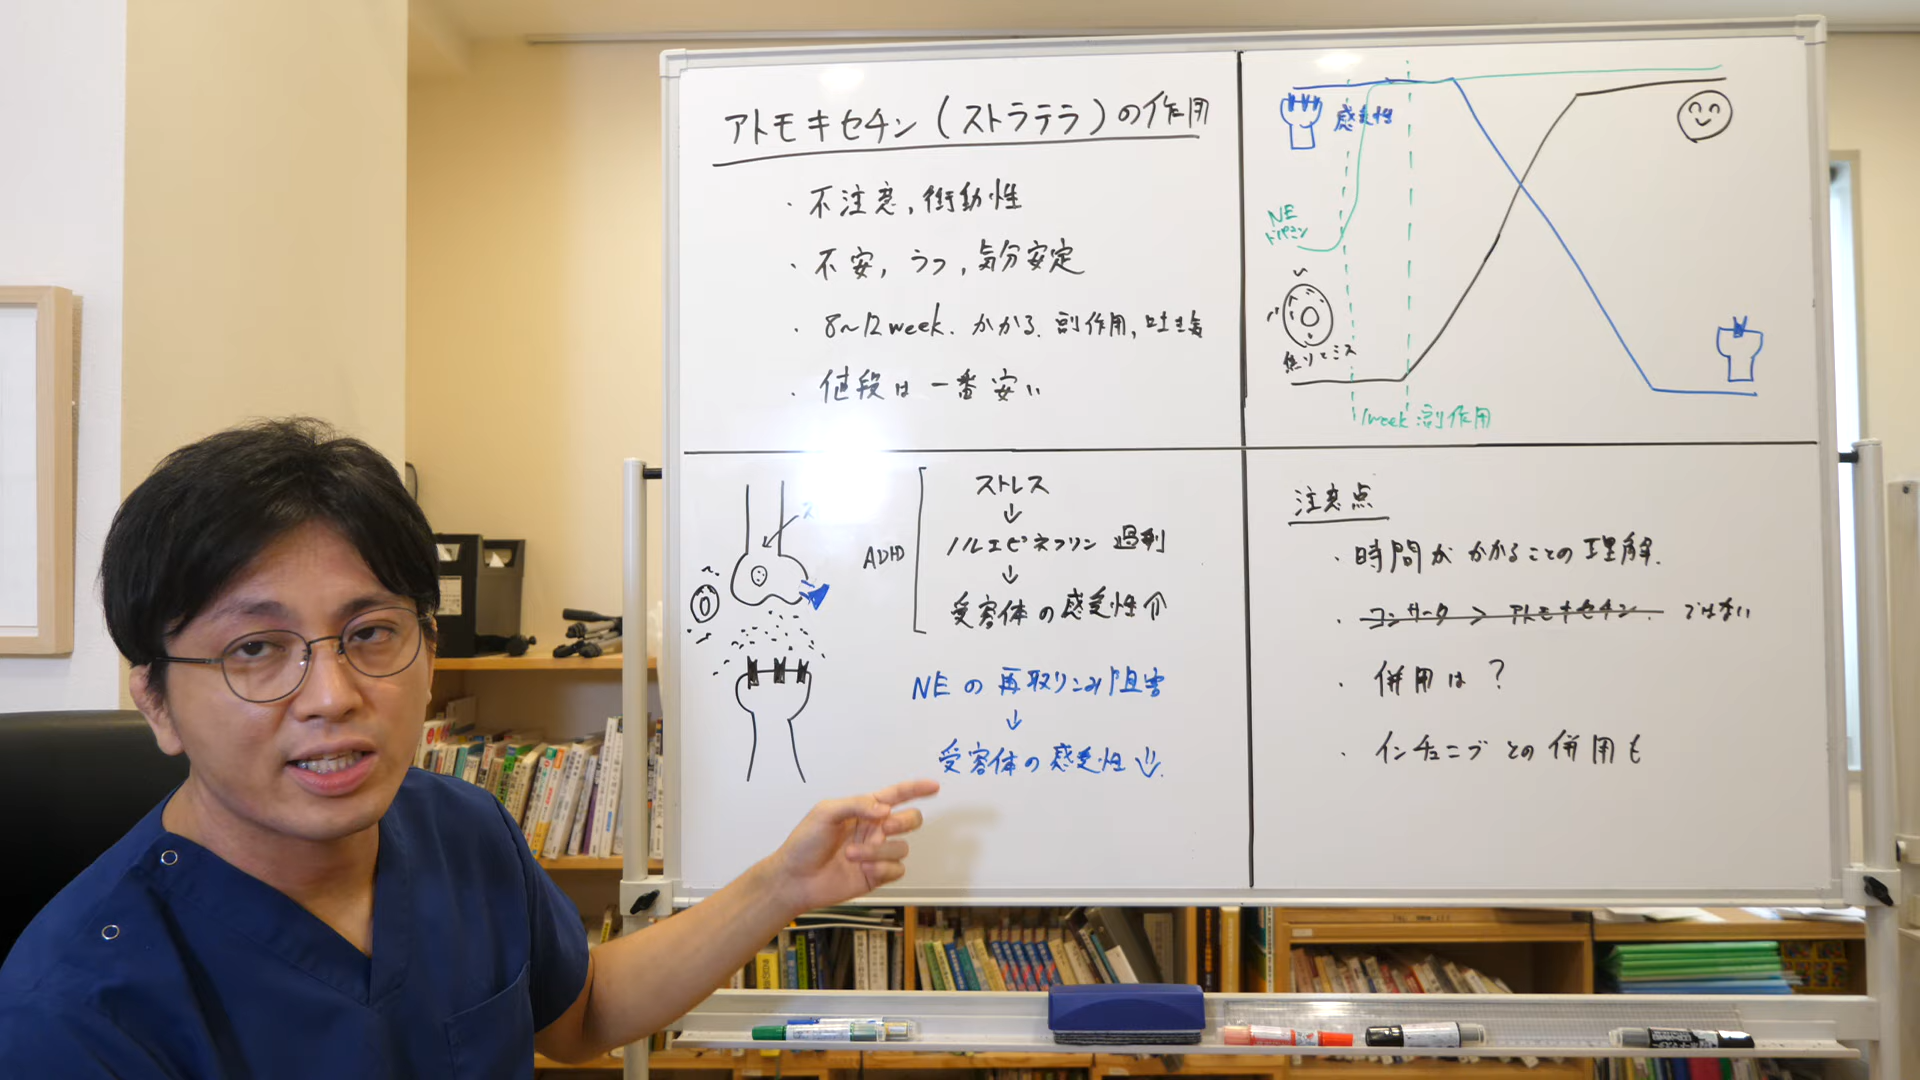 アトモキセチン(ストラテラ)の作用
・不注意,衝動性
・不安,うつ,気分安定
・8〜12week.かかる.副作用,吐き気
・値段は一番安い
感受性
NE
ドパミン
焦りとミス
1week:副作用
ADHD
ストレス
↓
ノルエピネフリン過剰
↓
受容体の感受性↑
NEの再取りこみ阻害
↓
受容体の感受性↓.
注意点
・時間がかかることの理解.
・コンサータ > アトモキセチン.ではない
・併用は?
・インチュニブとの併用も